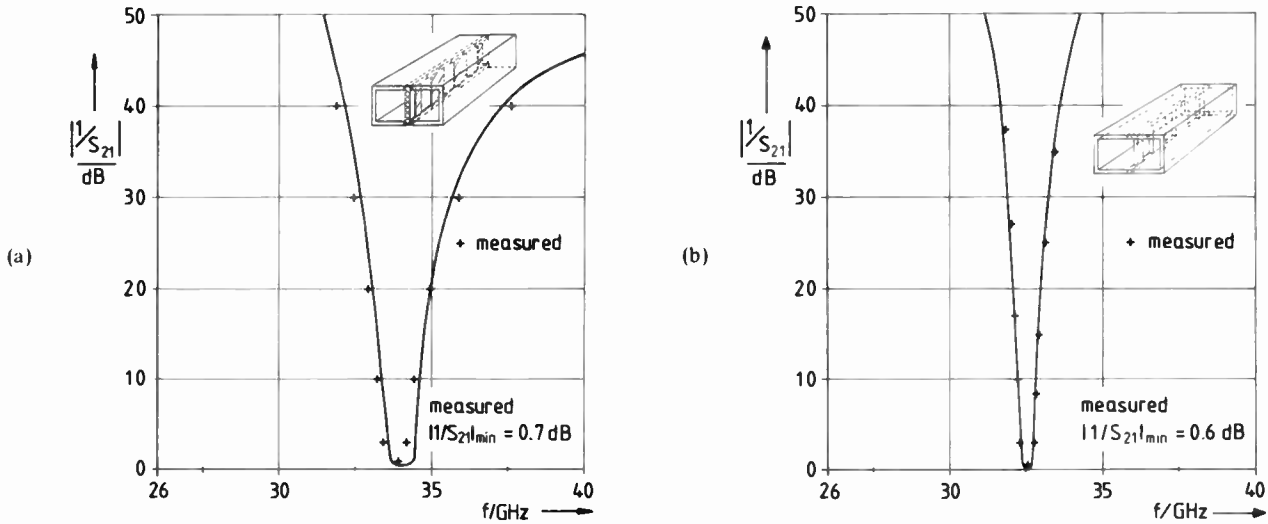 (a)
50
40
|1/S21|
dB
30
20
10
0
26
35
40
f/GHz
measured
measured
|1/S21|min = 0.7 dB
(b)
50
40
|1/S21|
dB
30
20
10
0
26
30
35
40
f/GHz
measured
measured
|1/S21|min = 0.6 dB